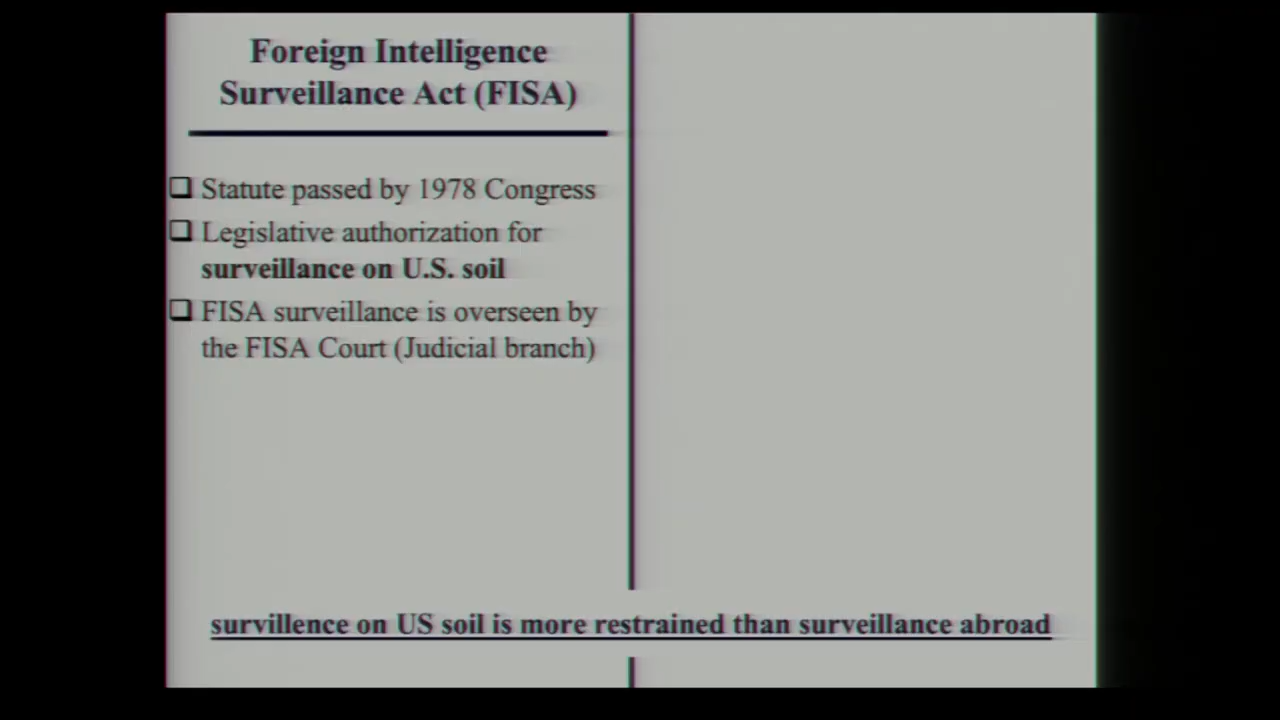 Foreign Intelligence
Surveillance Act (FISA)
❑ Statute passed by 1978 Congress
❑ Legislative authorization for
surveillance on U.S. soil
❑ FISA surveillance is overseen by
the FISA Court (Judicial branch)
survillence on US soil is more restrained than surveillance abroad